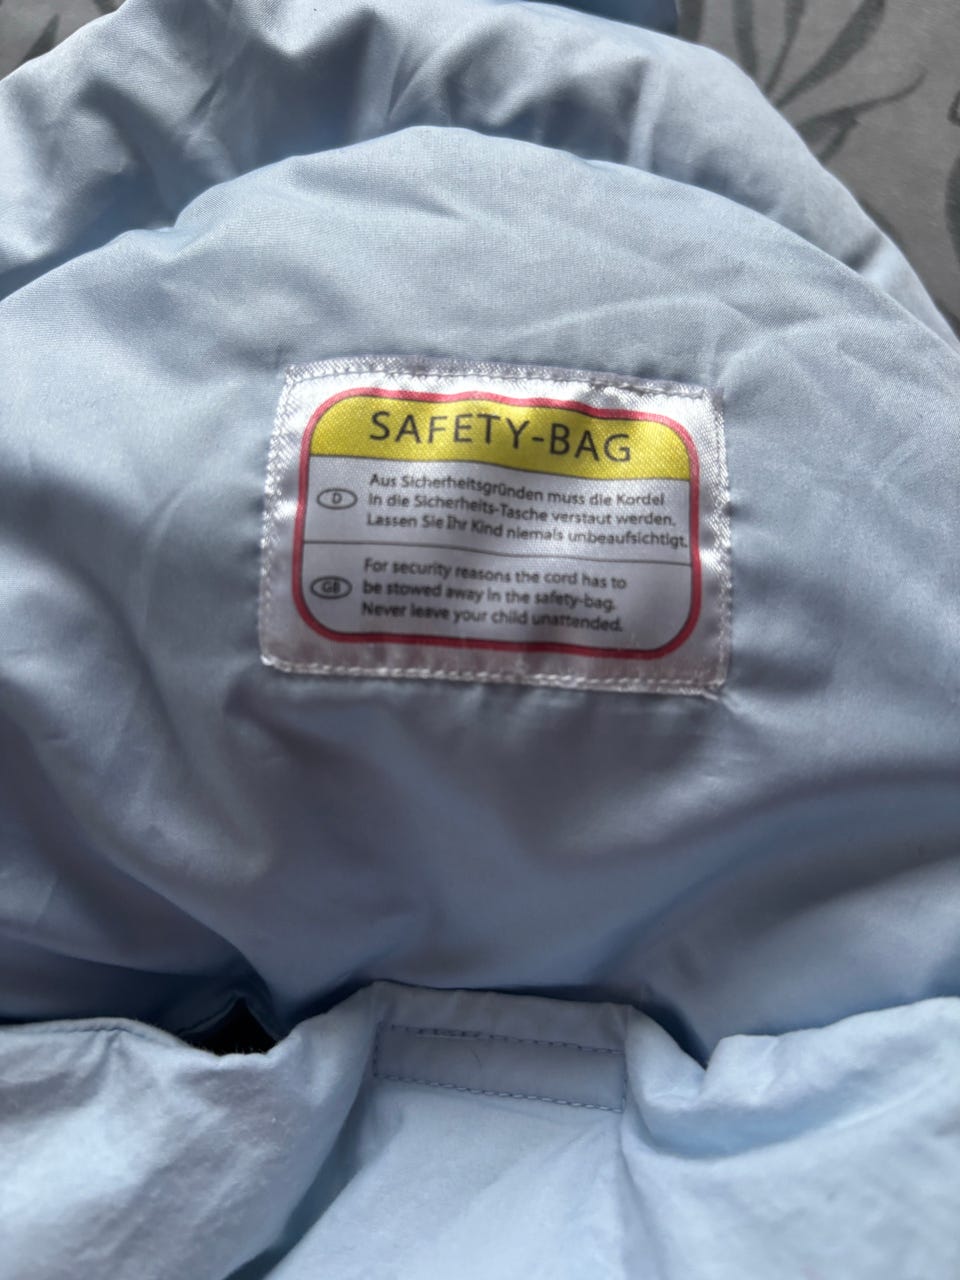 SAFETY-BAG
D
Aus Sicherheitsgründen muss die Kordel
in die Sicherheits-Tasche verstaut werden.
Lassen Sie Ihr Kind niemals unbeaufsichtigt.
GB
For security reasons the cord has to
be stowed away in the safety-bag.
Never leave your child unattended.